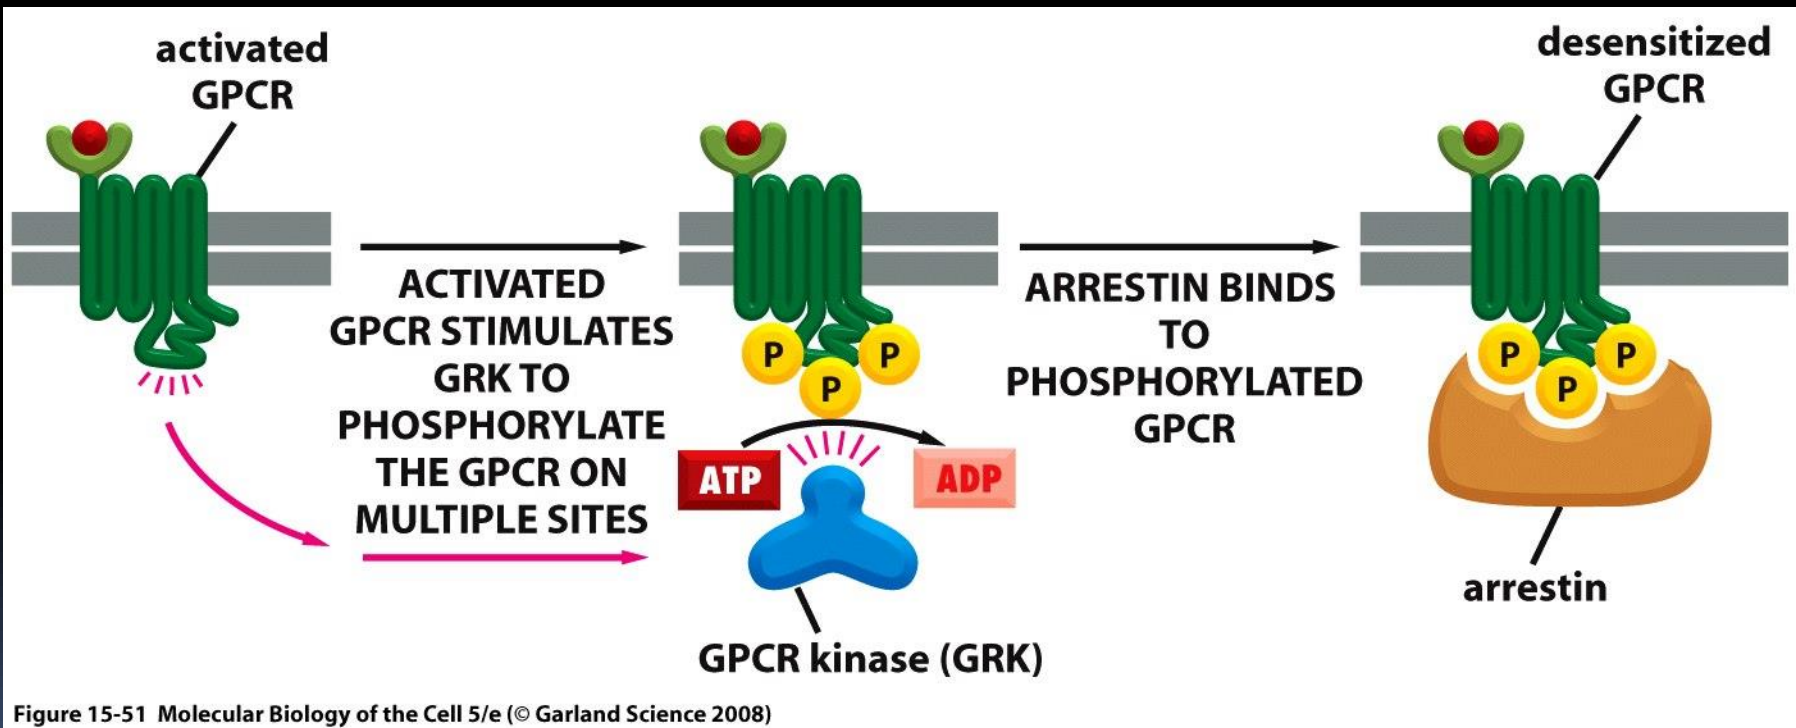 activated
GPCR
ACTIVATED
GPCR STIMULATES
GRK TO
PHOSPHORYLATE
THE GPCR ON
MULTIPLE SITES
P
P
P
ATP
ADP
GPCR kinase (GRK)
ARRESTIN BINDS
TO
PHOSPHORYLATED
GPCR
desensitized
GPCR
P
P
P
arrestin
Figure 15-51 Molecular Biology of the Cell 5/e (© Garland Science 2008)